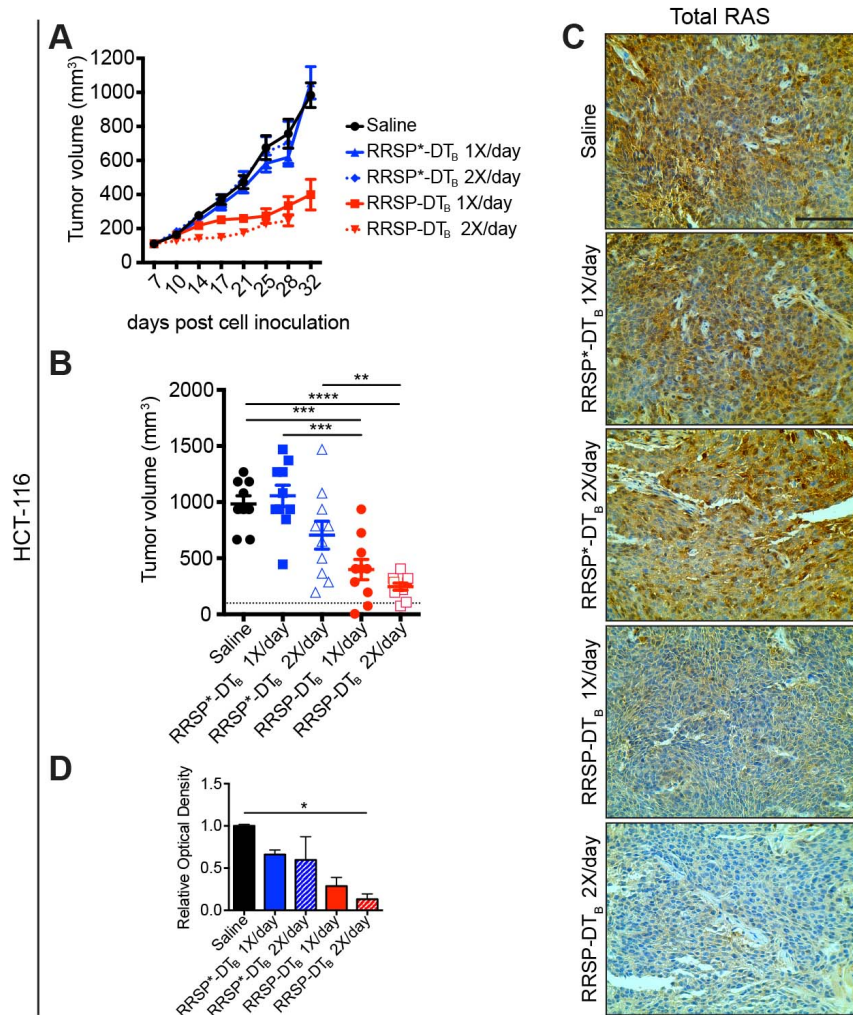 HCT-116
A
Tumor volume (mm³)
1200
1000
800
600
400
200
0
7
10
14
17
21
25
28
32
days post cell inoculation
Saline
RRSP*-DTB 1X/day
RRSP*-DTB 2X/day
RRSP-DTB 1X/day
RRSP-DTB 2X/day
B
Tumor volume (mm³)
2000
1500
1000
500
0
**
****
***
***
Saline
RRSP*-DTB 1X/day
RRSP*-DTB 2X/day
RRSP-DTB 1X/day
RRSP-DTB 2X/day
D
Relative Optical Density
1.5
1.0
0.5
0.0
*
Saline
RRSP*-DTB 1X/day
RRSP*-DTB 2X/day
RRSP-DTB 1X/day
RRSP-DTB 2X/day
C
Total RAS
Saline
RRSP*-DTB 1X/day
RRSP*-DTB 2X/day
RRSP-DTB 1X/day
RRSP-DTB 2X/day